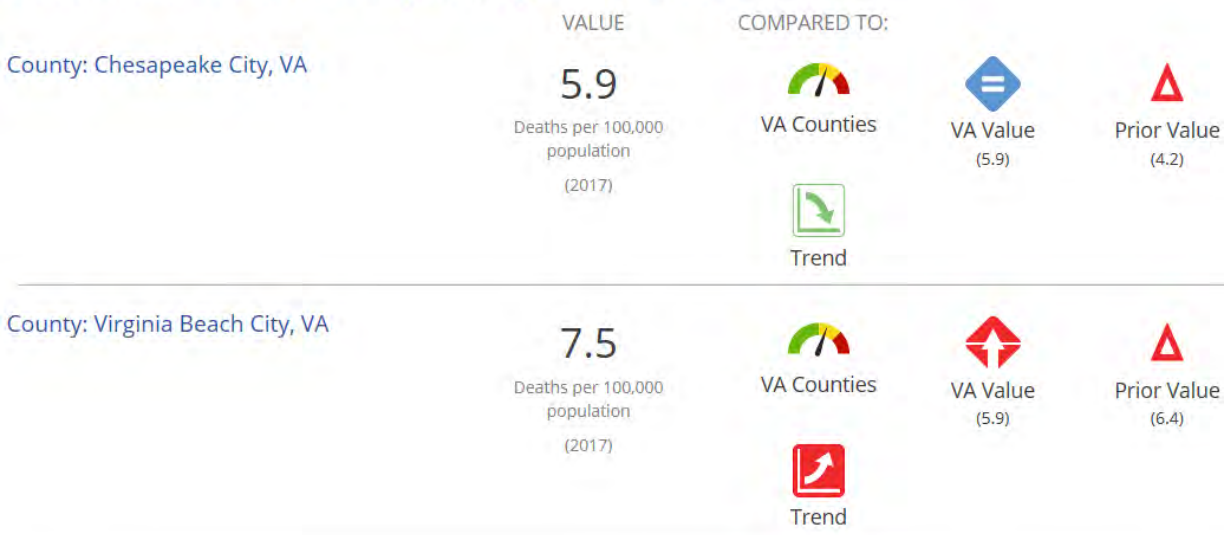 VALUE
COMPARED TO:
County: Chesapeake City, VA
5.9
Deaths per 100,000
population
(2017)
VA Counties
VA Value
(5.9)
Prior Value
(4.2)
Trend
County: Virginia Beach City, VA
7.5
Deaths per 100,000
population
(2017)
VA Counties
VA Value
(5.9)
Prior Value
(6.4)
Trend